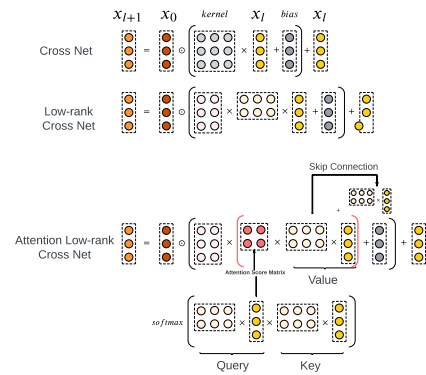 x_{l+1} x_0 kernel x_l bias x_l
Cross Net = ⊙ × + +
Low-rank
Cross Net
= ⊙ × × + +
Skip Connection
+ ×
Attention Low-rank
Cross Net
= ⊙ × × × + +
Attention Score Matrix
Value
softmax × × ×
Query Key